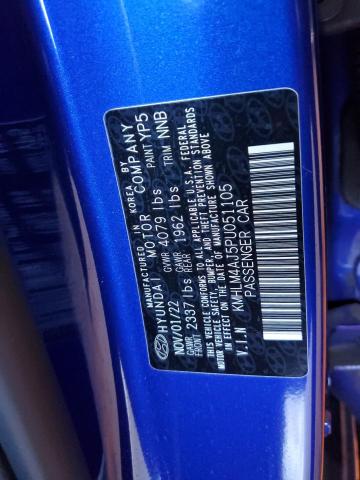 MANUFACTURED IN KOREA BY
HYUNDAI MOTOR COMPANY
NOV/01/22 GVWR 4079 lbs PAINT YP5
GAWR FRONT 2337 lbs GAWR REAR 1962 lbs TRIM NNB
THIS VEHICLE CONFORMS TO ALL APPLICABLE U.S.A. FEDERAL
MOTOR VEHICLE SAFETY, BUMPER, AND THEFT PREVENTION
STANDARDS IN EFFECT ON THE DATE OF MANUFACTURE
V.I.N KMHLM4AJ5PU051105
PASSENGER CAR